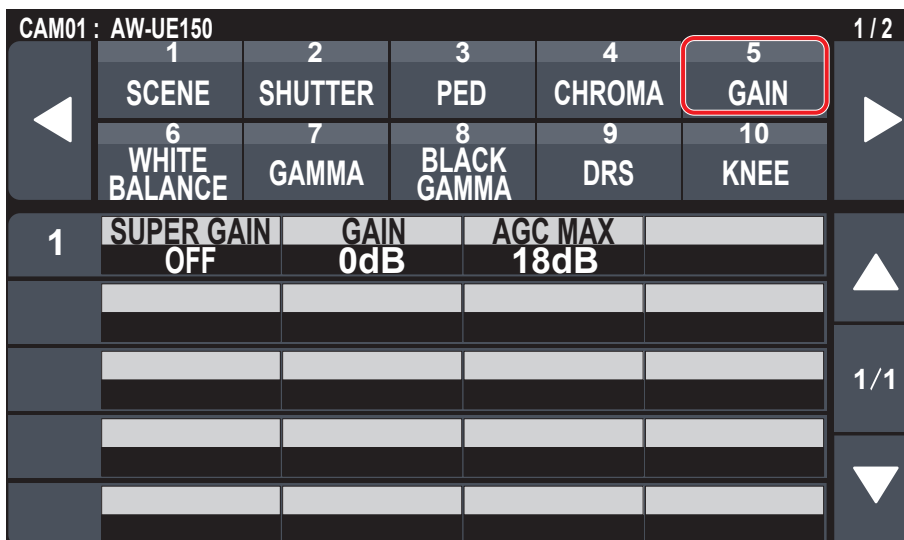 CAM01 : AW-UE150 1 / 2
1 2 3 4 5
SCENE SHUTTER PED CHROMA GAIN
6 7 8 9 10
WHITE BALANCE GAMMA BLACK GAMMA DRS KNEE
1 SUPER GAIN GAIN AGC MAX
OFF 0dB 18dB
1/1